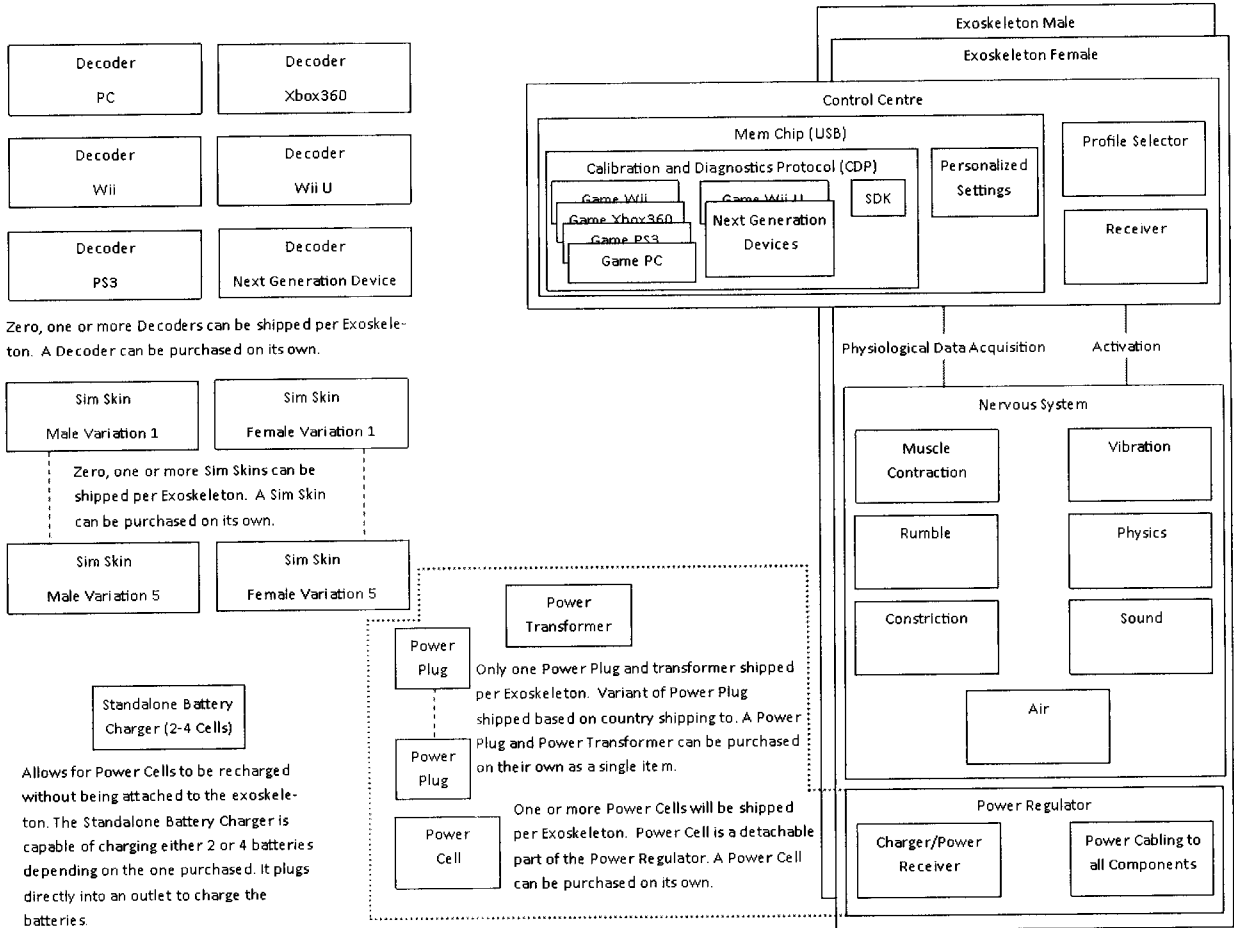 Decoder
PC
Decoder
Xbox360
Decoder
Wii
Decoder
Wii U
Decoder
PS3
Decoder
Next Generation Device
Zero, one or more Decoders can be shipped per Exoskele-
ton. A Decoder can be purchased on its own.
Sim Skin
Male Variation 1
Sim Skin
Female Variation 1
Zero, one or more Sim Skins can be
shipped per Exoskeleton. A Sim Skin
can be purchased on its own.
Sim Skin
Male Variation 5
Sim Skin
Female Variation 5
Standalone Battery
Charger (2-4 Cells)
Allows for Power Cells to be recharged
without being attached to the exoskele-
ton. The Standalone Battery Charger is
capable of charging either 2 or 4 batteries
depending on the one purchased. It plugs
directly into an outlet to charge the
batteries.
Power
Transformer
Power
Plug
Only one Power Plug and transformer shipped
per Exoskeleton. Variant of Power Plug
shipped based on country shipping to. A Power
Plug and Power Transformer can be purchased
on their own as a single item.
Power
Plug
Power
Cell
One or more Power Cells will be shipped
per Exoskeleton. Power Cell is a detachable
part of the Power Regulator. A Power Cell
can be purchased on its own.
Exoskeleton Male
Exoskeleton Female
Control Centre
Mem Chip (USB)
Calibration and Diagnostics Protocol (CDP)
Game Wii
Game Xbox360
Game PS3
Game PC
Game Wii U
Next Generation
Devices
SDK
Personalized
Settings
Profile Selector
Receiver
Physiological Data Acquisition
Activation
Nervous System
Muscle
Contraction
Vibration
Rumble
Physics
Constriction
Sound
Air
Power Regulator
Charger/Power
Receiver
Power Cabling to
all Components